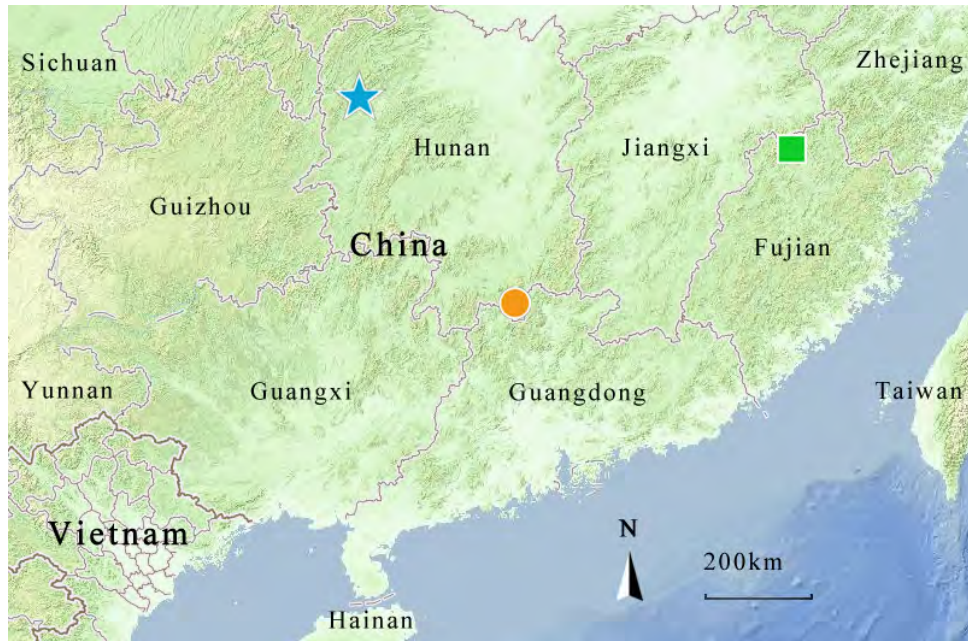 Sichuan
Zhejiang
Hunan
Jiangxi
Guizhou
China
Fujian
Yunnan
Guangxi
Guangdong
Taiwan
Vietnam
N
200km
Hainan